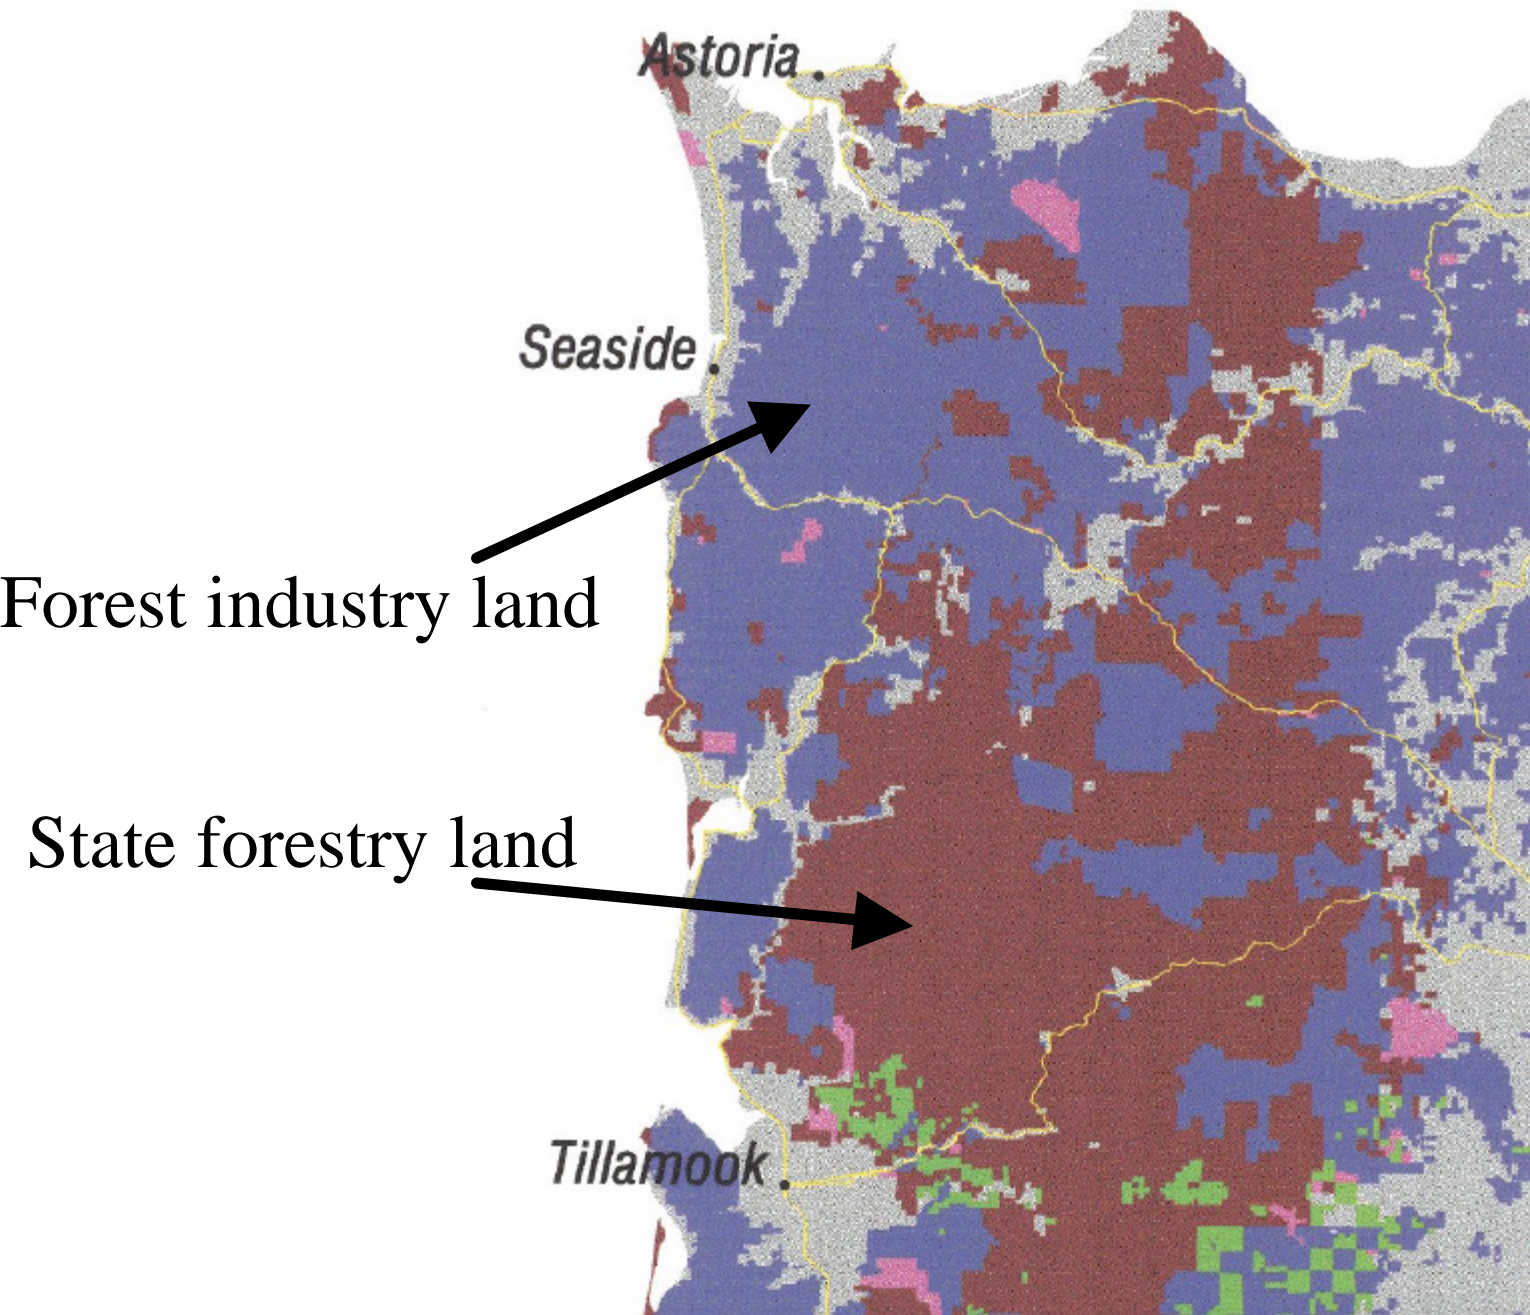 Astoria
Seaside
Forest industry land
State forestry land
Tillamook